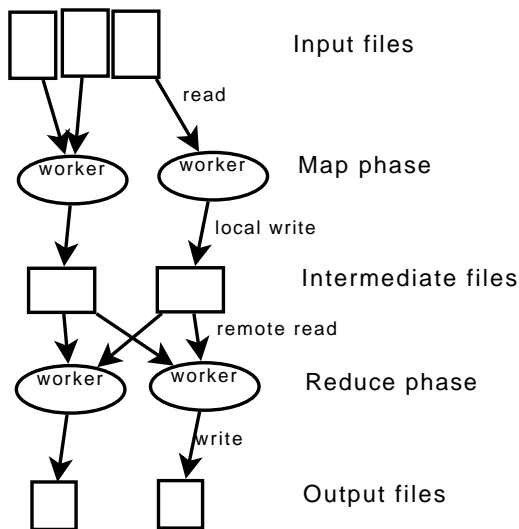 Input files
read
worker
worker
Map phase
local write
Intermediate files
remote read
worker
worker
Reduce phase
write
Output files